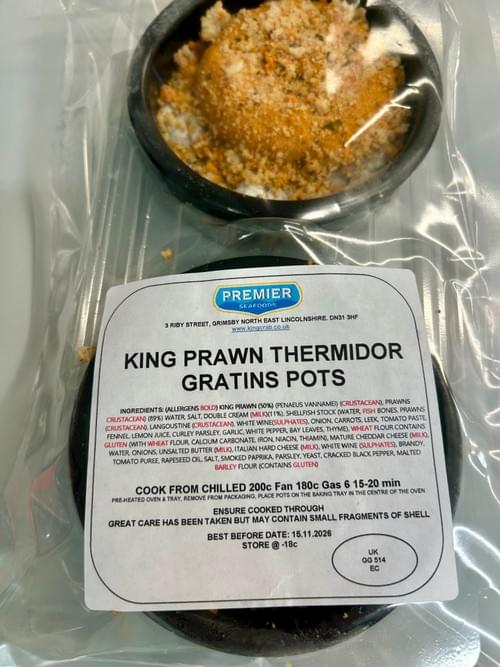 PREMIER
SEAFOODS
3 RIBY STREET, GRIMSBY NORTH EAST LINCOLNSHIRE. DN31 3HF
www.kingcrab.co.uk
KING PRAWN THERMIDOR
GRATINS POTS
INGREDIENTS: (ALLERGENS BOLD) KING PRAWN (50%) (PENAEUS VANNAMEI) (CRUSTACEAN), PRAWNS
CRUSTACEAN) (89%) WATER, SALT, DOUBLE CREAM (MILK)(11%), SHELLFISH STOCK (WATER, FISH BONES, PRAWNS
(CRUSTACEAN), LANGOUSTINE (CRUSTACEAN), WHITE WINE(SULPHATES), ONION, CARROTS, LEEK, TOMATO PASTE,
FENNEL, LEMON JUICE, CURLEY PARSLEY, GARLIC, WHITE PEPPER, BAY LEAVES, THYME), WHEAT FLOUR CONTAINS
GLUTEN (WITH WHEAT FLOUR, CALCIUM CARBONATE, IRON, NIACIN, THIAMIN), MATURE CHEDDAR CHEESE (MILK),
WATER, ONIONS, UNSALTED BUTTER (MILK), ITALIAN HARD CHEESE (MILK), WHITE WINE (SULPHATES), BRANDY,
TOMATO PUREE, RAPESEED OIL, SALT, SMOKED PAPRIKA, PARSLEY, YEAST, CRACKED BLACK PEPPER, MALTED
BARLEY FLOUR (CONTAINS GLUTEN)
COOK FROM CHILLED 200c Fan 180c Gas 6 15-20 min
PRE-HEATED OVEN & TRAY, REMOVE FROM PACKAGING, PLACE POTS ON THE BAKING TRAY IN THE CENTRE OF THE OVEN
ENSURE COOKED THROUGH
GREAT CARE HAS BEEN TAKEN BUT MAY CONTAIN SMALL FRAGMENTS OF SHELL
BEST BEFORE DATE: 15.11.2026
STORE @ -18c
UK
GG 514
EC